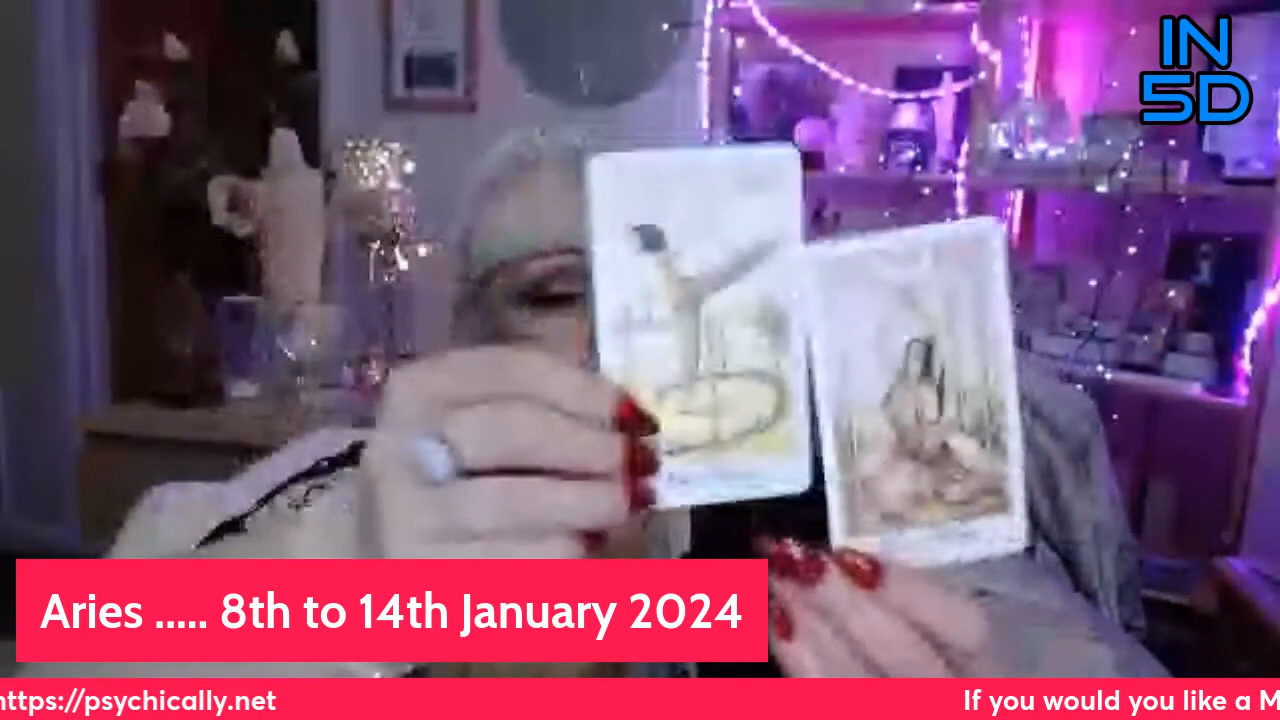 IN
5D
Aries ..... 8th to 14th January 2024
https://psychically.net
If you would you like a M